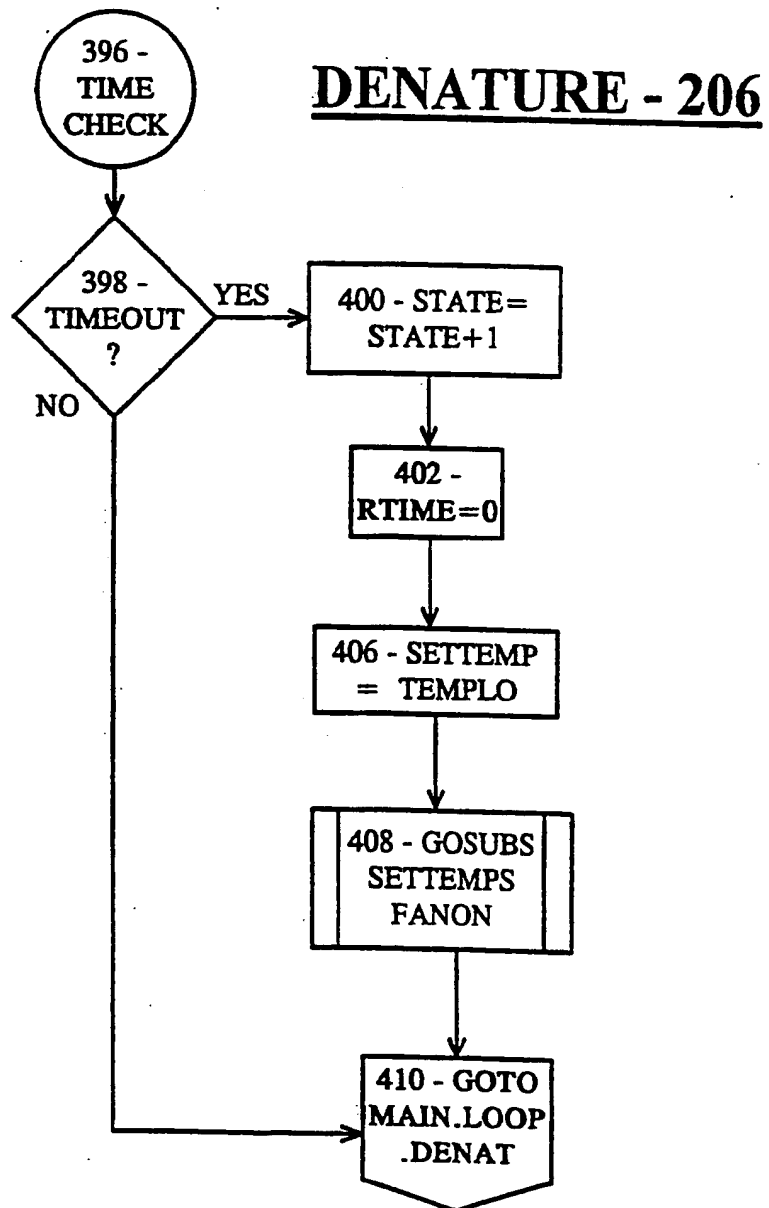 396 -
TIME
CHECK
DENATURE - 206
398 -
TIMEOUT
?
YES
NO
400 - STATE=
STATE+1
402 -
RTIME=0
406 - SETTEMP
= TEMPLO
408 - GOSUBS
SETTEMPS
FANON
410 - GOTO
MAIN.LOOP
.DENAT